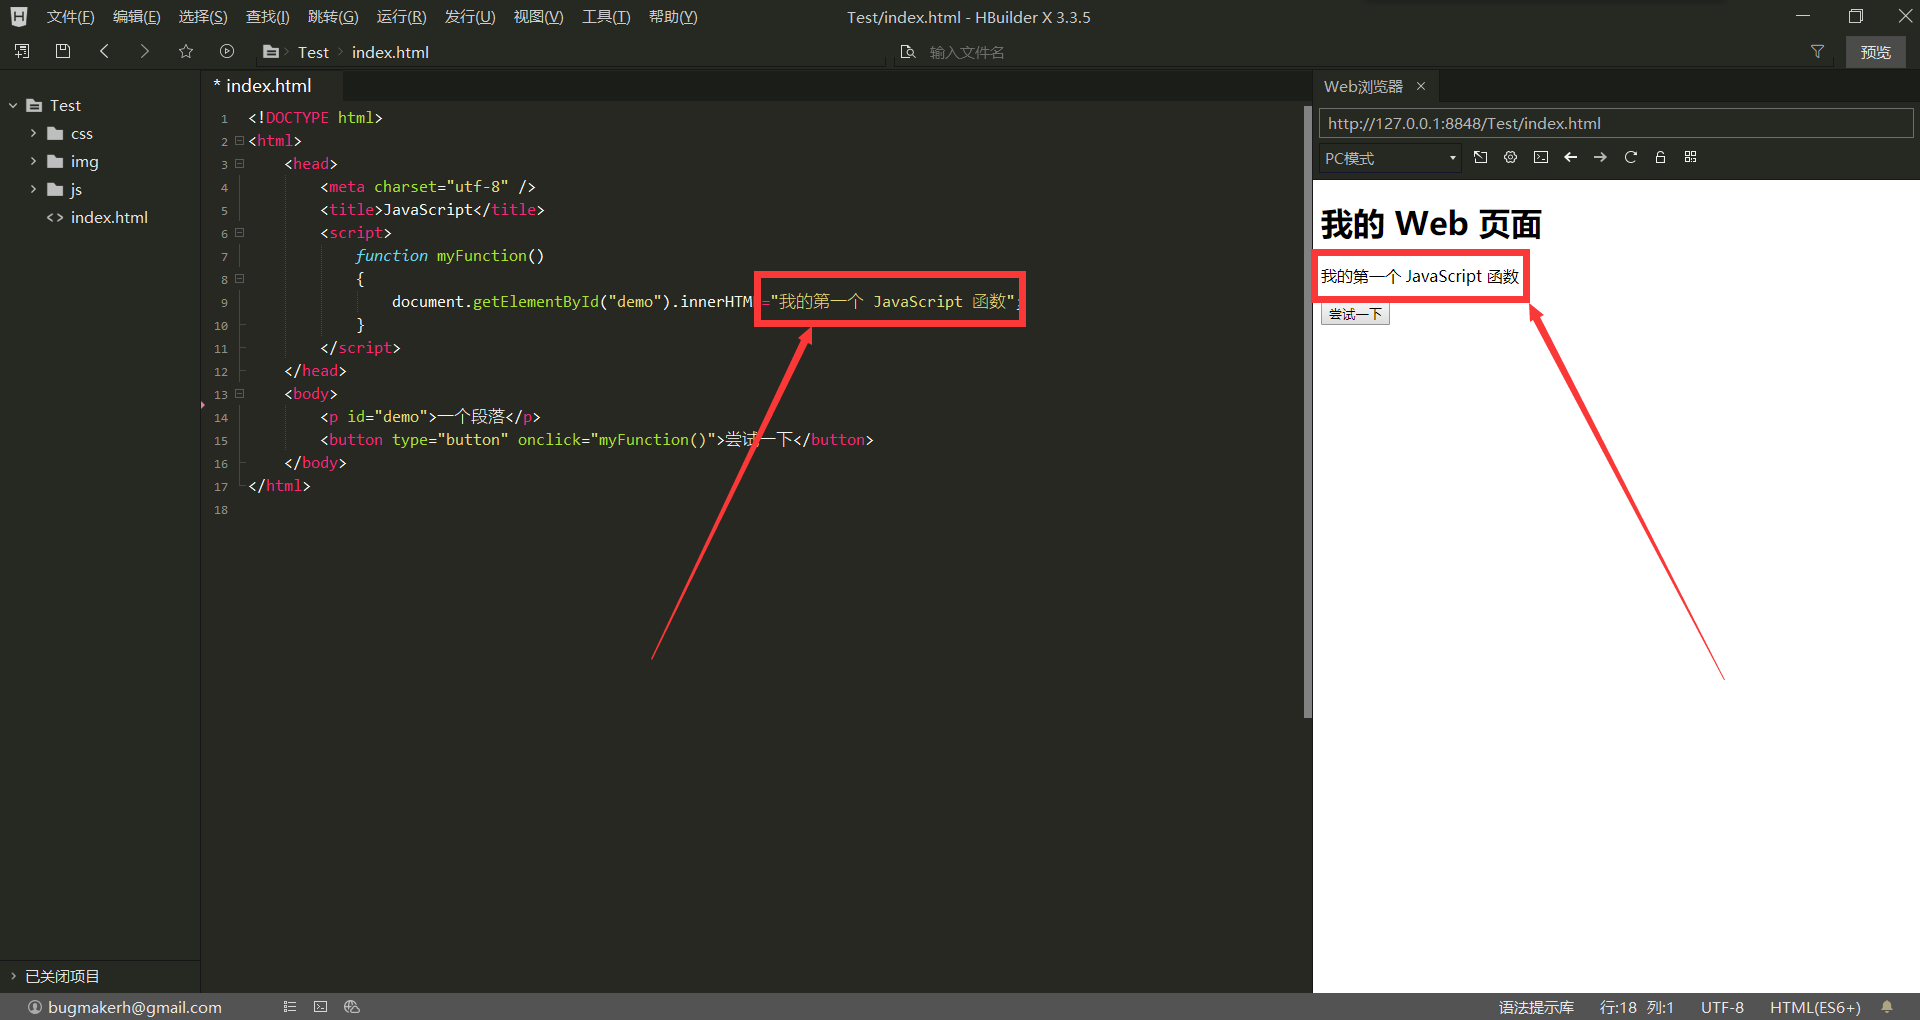 文件(F) 编辑(E) 选择(S) 查找(I) 跳转(G) 运行(R) 发行(U) 视图(V) 工具(T) 帮助(Y) Test/index.html - HBuilder X 3.3.5
Test index.html 输入文件名 预览
Test
css
img
js
index.html
已关闭项目
* index.html
1 <!DOCTYPE html>
2 <html>
3 <head>
4 <meta charset="utf-8" />
5 <title>JavaScript</title>
6 <script>
7 function myFunction()
8 {
9 document.getElementById("demo").innerHTM="我的第一个 JavaScript 函数";
10 }
11 </script>
12 </head>
13 <body>
14 <p id="demo">一个段落</p>
15 <button type="button" onclick="myFunction()">尝试一下</button>
16 </body>
17 </html>
18
Web浏览器
http://127.0.0.1:8848/Test/index.html
PC模式
我的 Web 页面
我的第一个 JavaScript 函数
尝试一下
bugmakerh@gmail.com 语法提示库 行:18 列:1 UTF-8 HTML(ES6+)